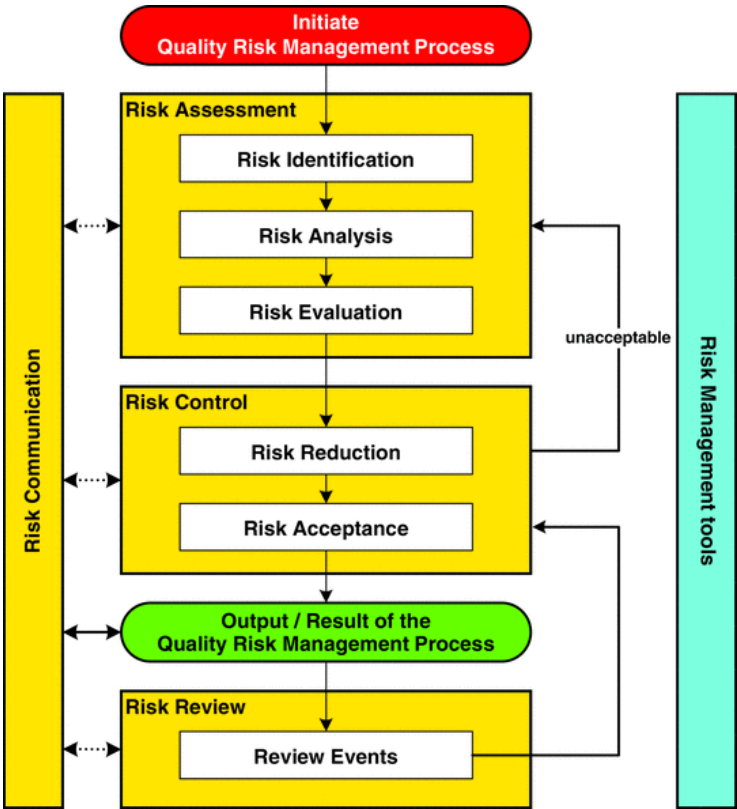 Initiate
Quality Risk Management Process
Risk Assessment
Risk Identification
Risk Analysis
Risk Evaluation
unacceptable
Risk Control
Risk Reduction
Risk Acceptance
Output / Result of the
Quality Risk Management Process
Risk Review
Review Events
Risk Communication
Risk Management tools